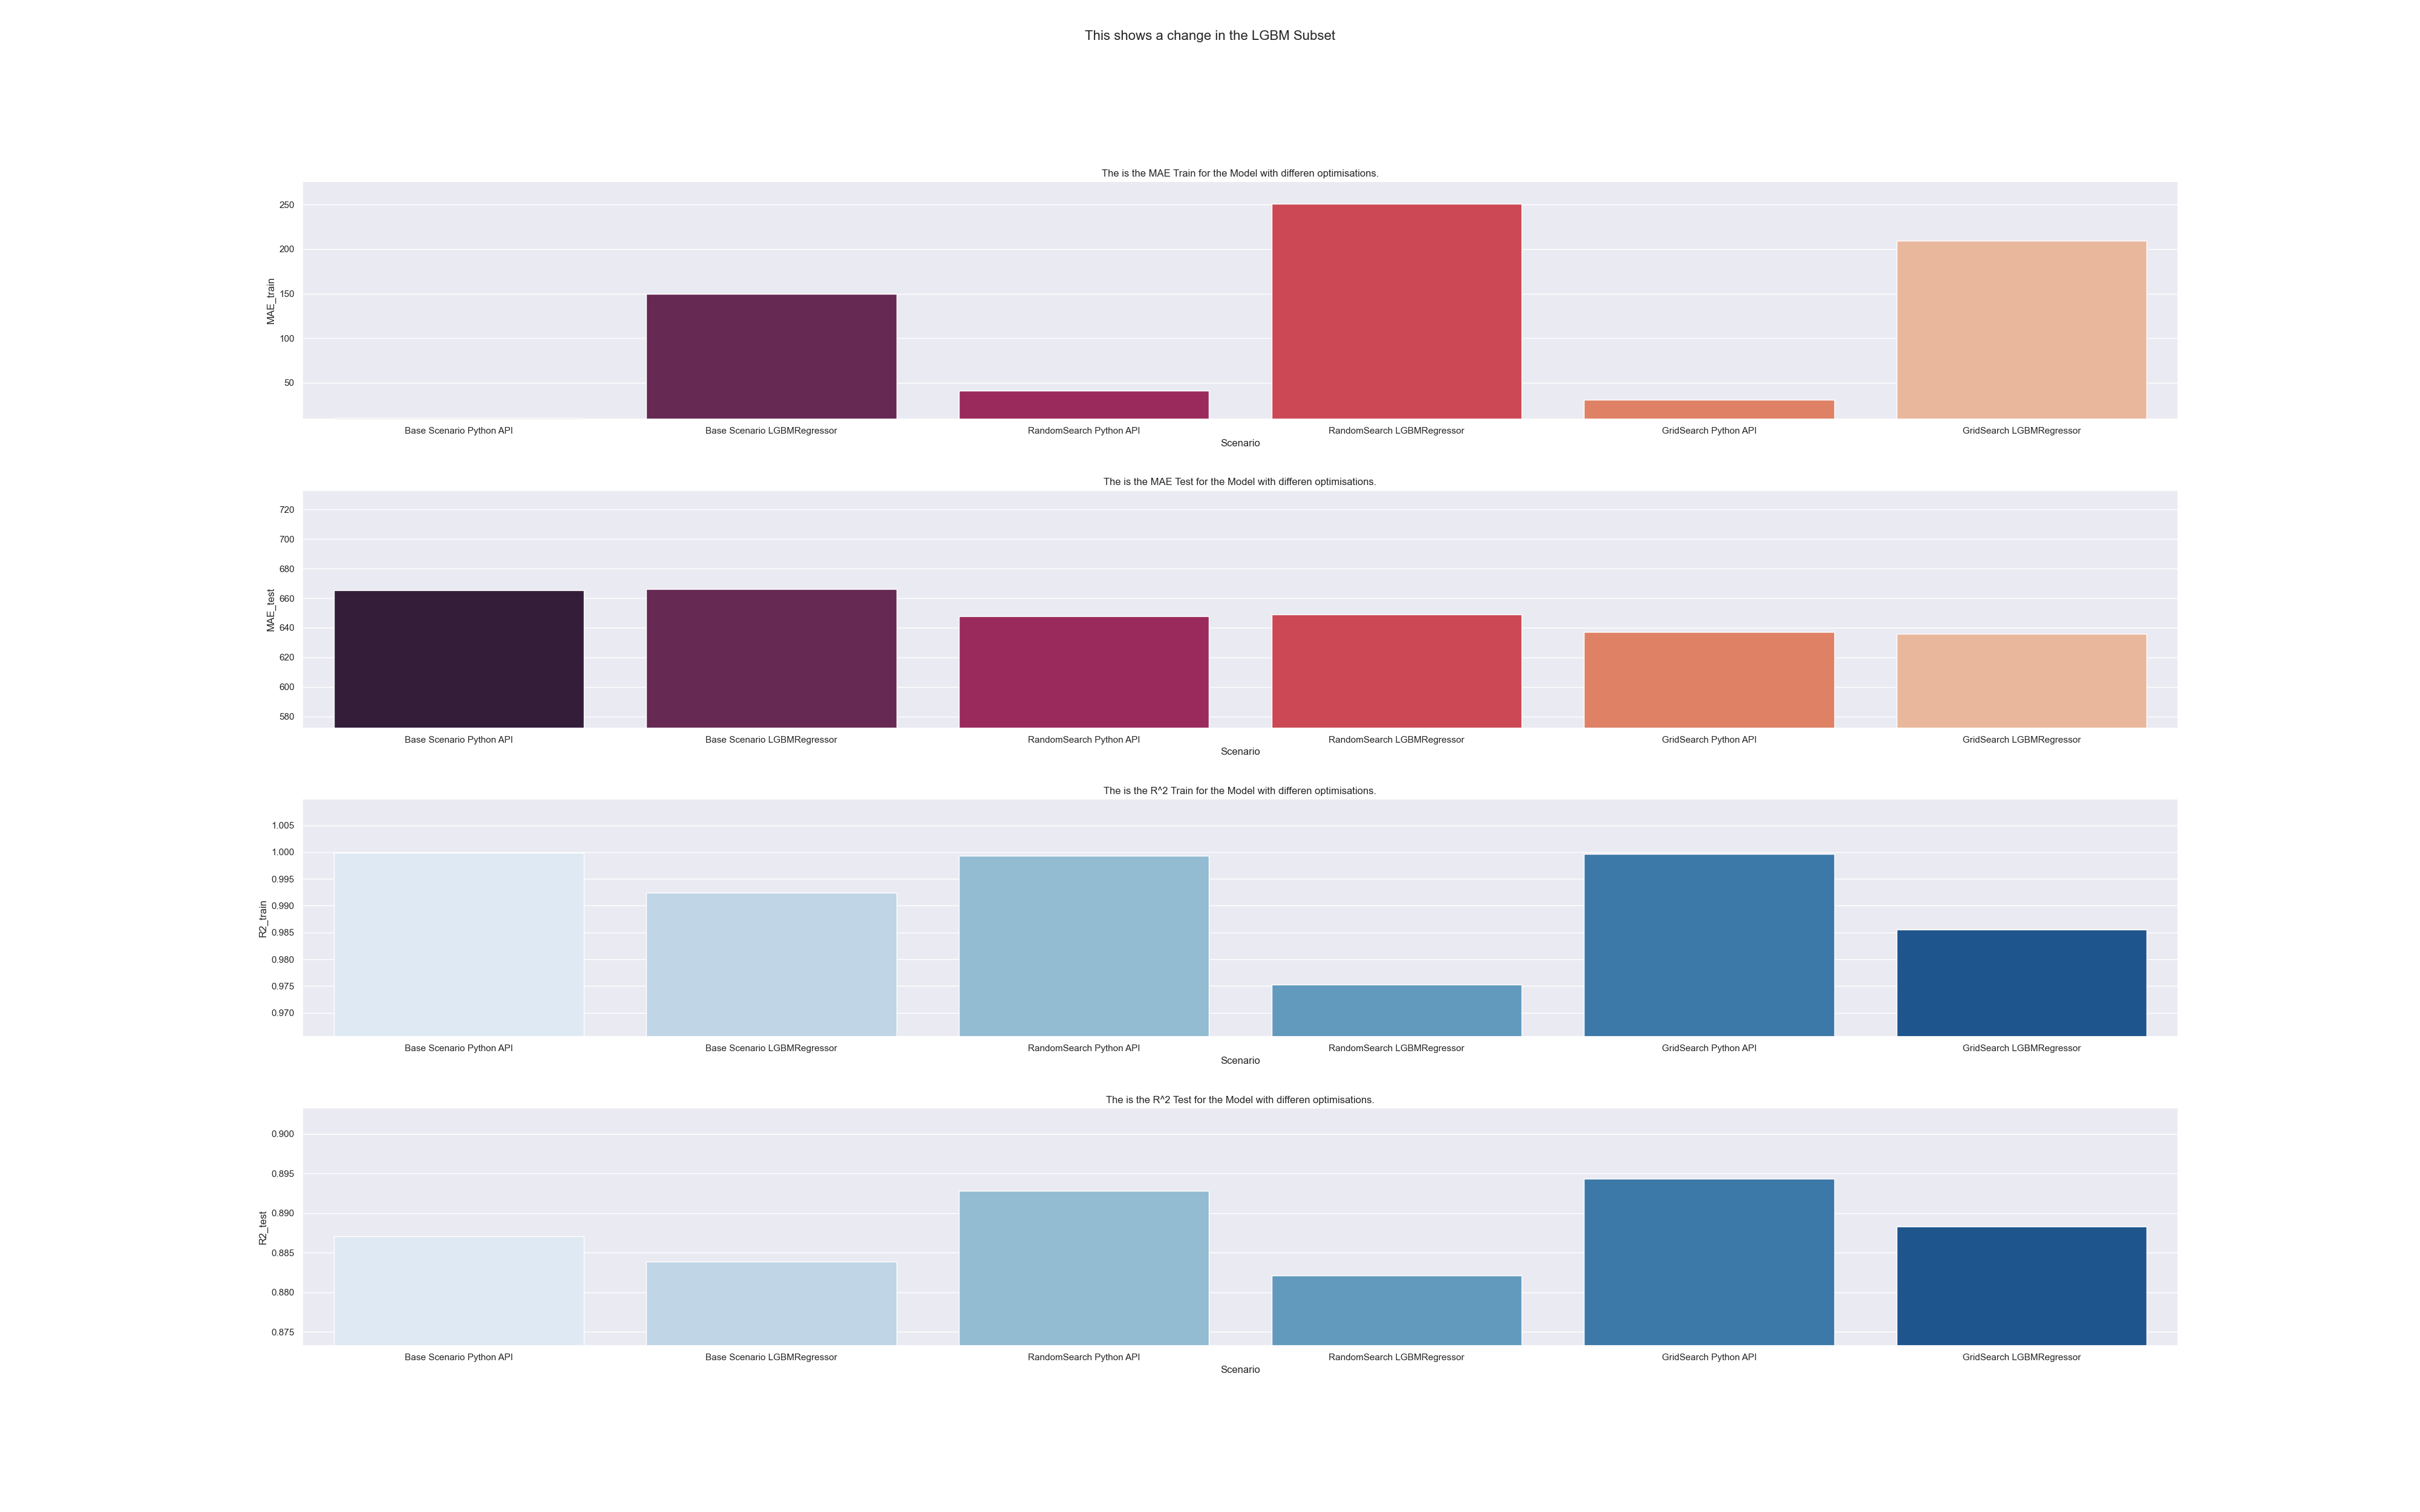 This shows a change in the LGBM Subset
The is the MAE Train for the Model with differen optimisations.
250
200
150
100
50
MAE_train
Base Scenario Python API
Base Scenario LGBMRegressor
RandomSearch Python API
RandomSearch LGBMRegressor
GridSearch Python API
GridSearch LGBMRegressor
Scenario
The is the MAE Test for the Model with differen optimisations.
720
700
680
660
640
620
600
580
MAE_test
Base Scenario Python API
Base Scenario LGBMRegressor
RandomSearch Python API
RandomSearch LGBMRegressor
GridSearch Python API
GridSearch LGBMRegressor
Scenario
The is the R^2 Train for the Model with differen optimisations.
1.005
1.000
0.995
0.990
0.985
0.980
0.975
0.970
R2_train
Base Scenario Python API
Base Scenario LGBMRegressor
RandomSearch Python API
RandomSearch LGBMRegressor
GridSearch Python API
GridSearch LGBMRegressor
Scenario
The is the R^2 Test for the Model with differen optimisations.
0.900
0.895
0.890
0.885
0.880
0.875
R2_test
Base Scenario Python API
Base Scenario LGBMRegressor
RandomSearch Python API
RandomSearch LGBMRegressor
GridSearch Python API
GridSearch LGBMRegressor
Scenario